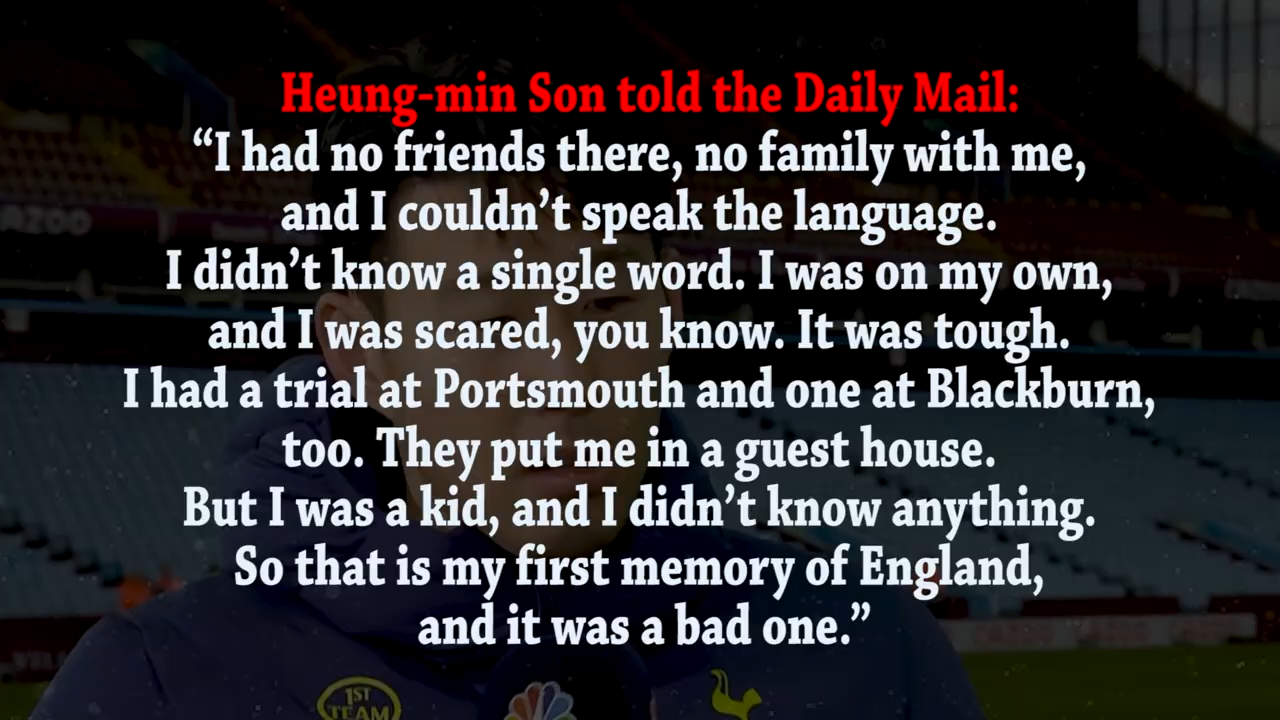 Heung-min Son told the Daily Mail:
“I had no friends there, no family with me,
and I couldn’t speak the language.
I didn’t know a single word. I was on my own,
and I was scared, you know. It was tough.
I had a trial at Portsmouth and one at Blackburn,
too. They put me in a guest house.
But I was a kid, and I didn’t know anything.
So that is my first memory of England,
and it was a bad one.”
AZOO
1ST
TEAM